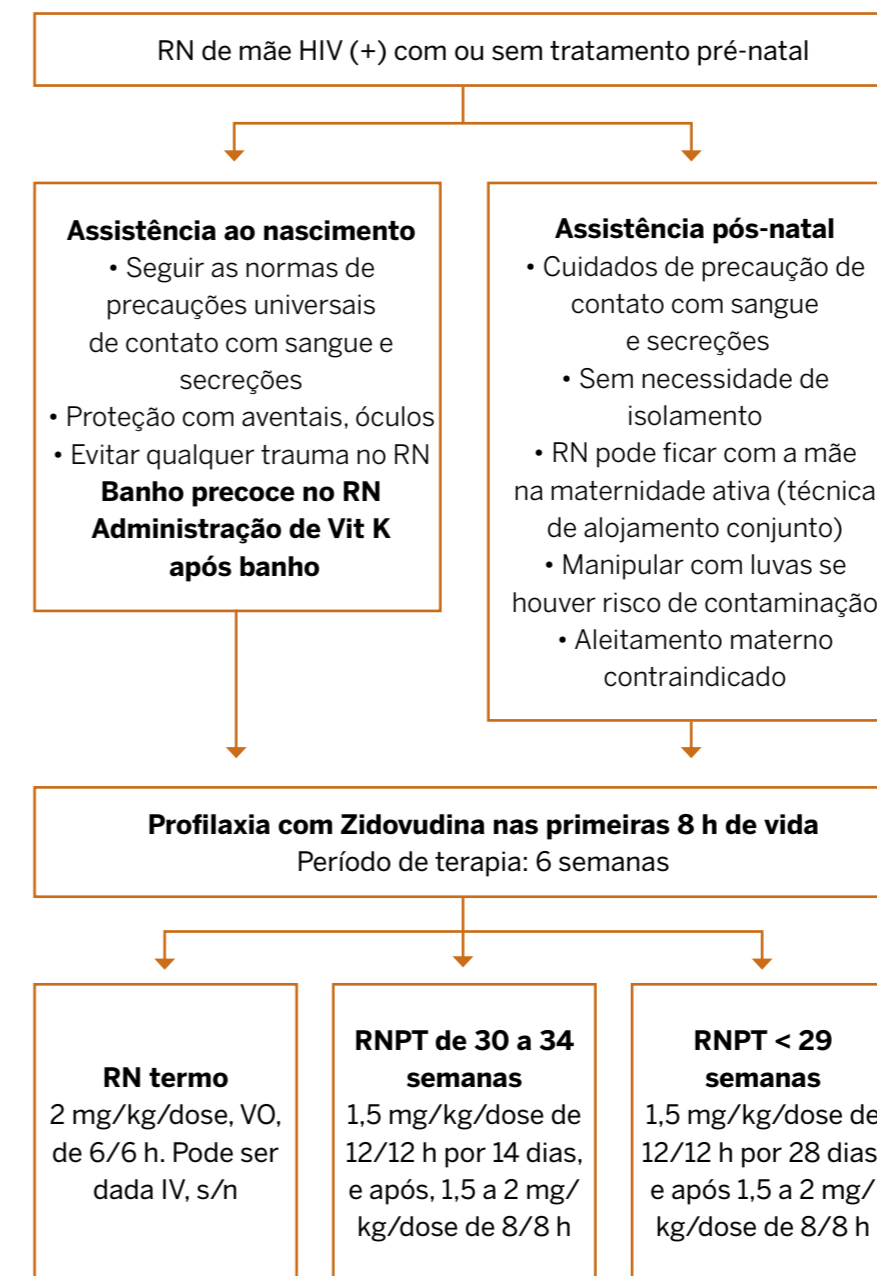 RN de mãe HIV (+) com ou sem tratamento pré-natal
Assistência ao nascimento
• Seguir as normas de
precauções universais
de contato com sangue e
secreções
• Proteção com aventais, óculos
• Evitar qualquer trauma no RN
Banho precoce no RN
Administração de Vit K
após banho
Assistência pós-natal
• Cuidados de precaução de
contato com sangue
e secreções
• Sem necessidade de
isolamento
• RN pode ficar com a mãe
na maternidade ativa (técnica
de alojamento conjunto)
• Manipular com luvas se
houver risco de contaminação
• Aleitamento materno
contraindicado
Profilaxia com Zidovudina nas primeiras 8 h de vida
Período de terapia: 6 semanas
RN termo
2 mg/kg/dose, VO,
de 6/6 h. Pode ser
dada IV, s/n
RNPT de 30 a 34
semanas
1,5 mg/kg/dose de
12/12 h por 14 dias,
e após, 1,5 a 2 mg/
kg/dose de 8/8 h
RNPT < 29
semanas
1,5 mg/kg/dose de
12/12 h por 28 dias
e após 1,5 a 2 mg/
kg/dose de 8/8 h